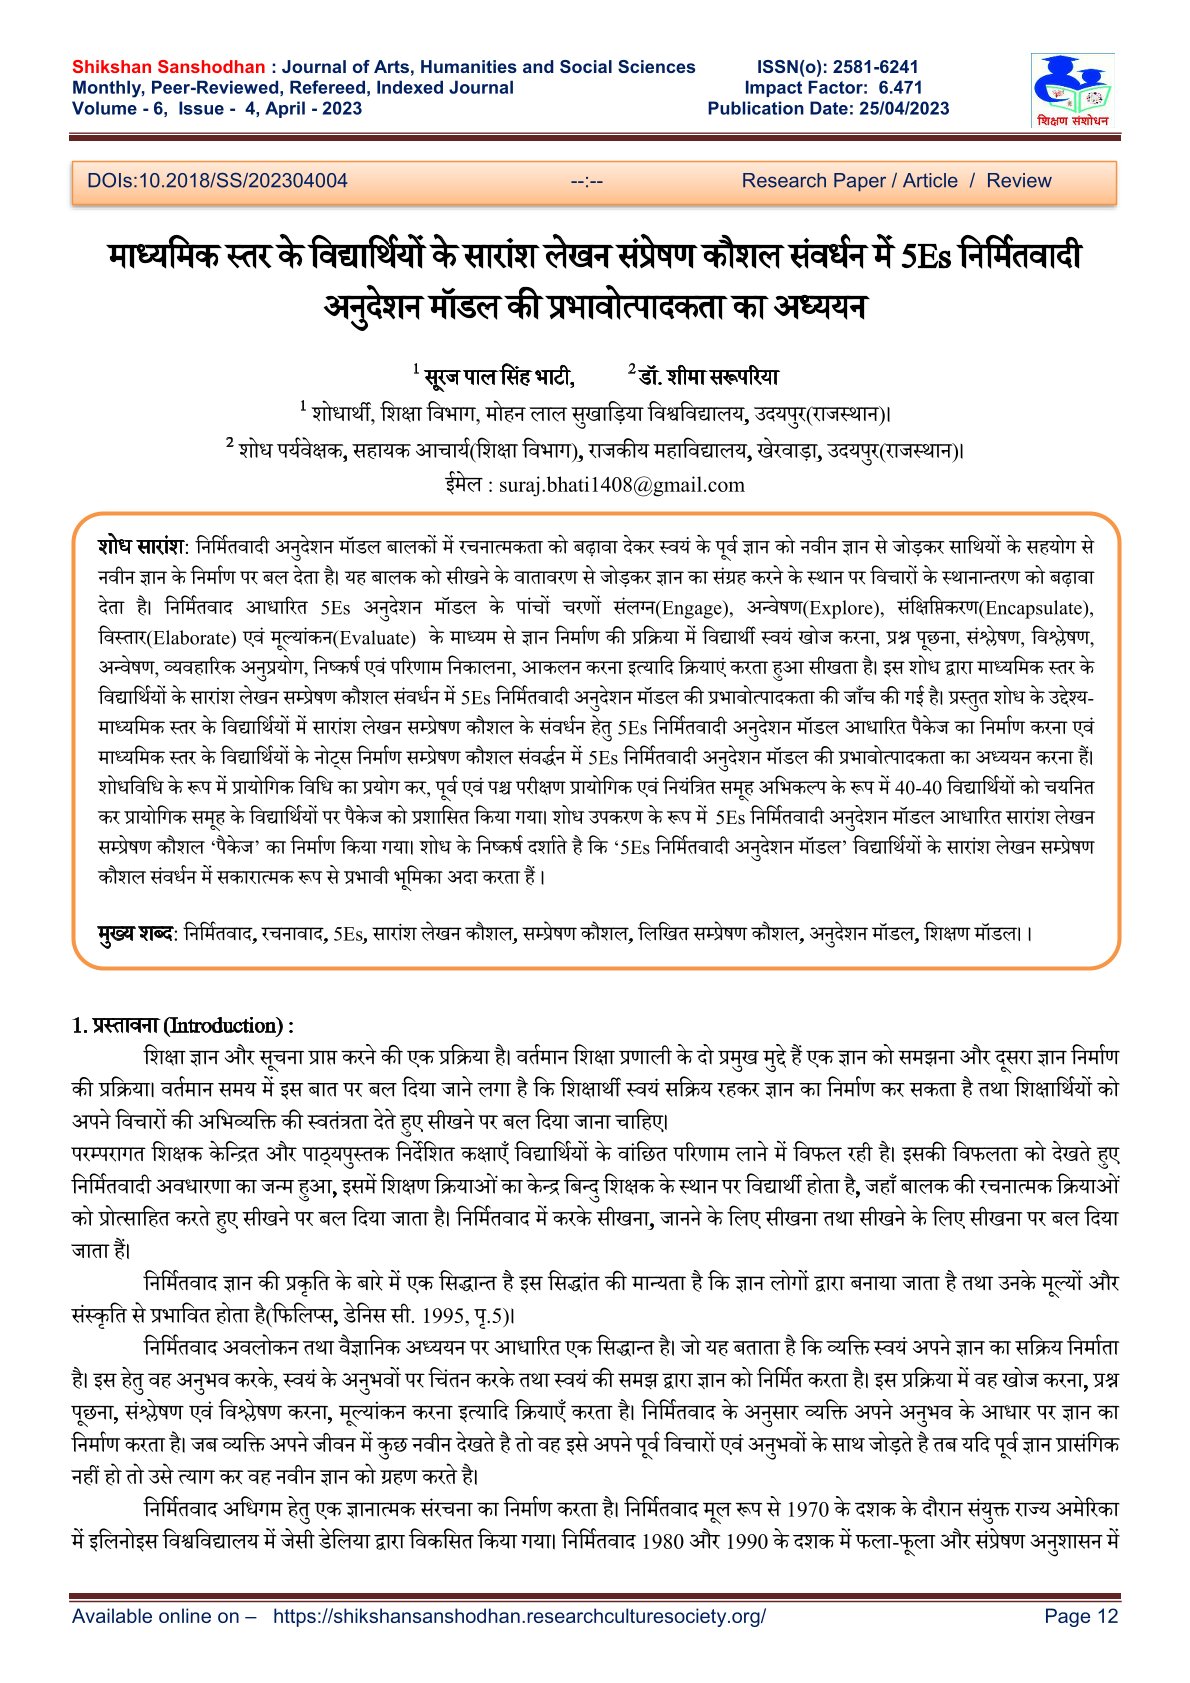 Shikshan Sanshodhan : Journal of Arts, Humanities and Social Sciences ISSN(o): 2581-6241
Monthly, Peer-Reviewed, Refereed, Indexed Journal Impact Factor: 6.471
Volume - 6, Issue - 4, April - 2023 Publication Date: 25/04/2023
शिक्षण संशोधन
DOIs:10.2018/SS/202304004 --:-- Research Paper / Article / Review
माध्यमिक स्तर के विद्यार्थियों के सारांश लेखन संप्रेषण कौशल संवर्धन में 5Es निर्मितवादी
अनुदेशन मॉडल की प्रभावोत्पादकता का अध्ययन
1 सूरज पाल सिंह भाटी, 2 डॉ. शीमा सरूपरिया
1 शोधार्थी, शिक्षा विभाग, मोहन लाल सुखाड़िया विश्वविद्यालय, उदयपुर(राजस्थान)।
2 शोध पर्यवेक्षक, सहायक आचार्य(शिक्षा विभाग), राजकीय महाविद्यालय, खेरवाड़ा, उदयपुर(राजस्थान)।
ईमेल : suraj.bhati1408@gmail.com
शोध सारांश: निर्मितवादी अनुदेशन मॉडल बालकों में रचनात्मकता को बढ़ावा देकर स्वयं के पूर्व ज्ञान को नवीन ज्ञान से जोड़कर साथियों के सहयोग से
नवीन ज्ञान के निर्माण पर बल देता है। यह बालक को सीखने के वातावरण से जोड़कर ज्ञान का संग्रह करने के स्थान पर विचारों के स्थानान्तरण को बढ़ावा
देता है। निर्मितवाद आधारित 5Es अनुदेशन मॉडल के पांचों चरणों संलग्न(Engage), अन्वेषण(Explore), संक्षिप्तिकरण(Encapsulate),
विस्तार(Elaborate) एवं मूल्यांकन(Evaluate) के माध्यम से ज्ञान निर्माण की प्रक्रिया में विद्यार्थी स्वयं खोज करना, प्रश्न पूछना, संश्लेषण, विश्लेषण,
अन्वेषण, व्यवहारिक अनुप्रयोग, निष्कर्ष एवं परिणाम निकालना, आकलन करना इत्यादि क्रियाएं करता हुआ सीखता है। इस शोध द्वारा माध्यमिक स्तर के
विद्यार्थियों के सारांश लेखन सम्प्रेषण कौशल संवर्धन में 5Es निर्मितवादी अनुदेशन मॉडल की प्रभावोत्पादकता की जाँच की गई है। प्रस्तुत शोध के उद्देश्य-
माध्यमिक स्तर के विद्यार्थियों में सारांश लेखन सम्प्रेषण कौशल के संवर्धन हेतु 5Es निर्मितवादी अनुदेशन मॉडल आधारित पैकेज का निर्माण करना एवं
माध्यमिक स्तर के विद्यार्थियों के नोट्स निर्माण सम्प्रेषण कौशल संवर्द्धन में 5Es निर्मितवादी अनुदेशन मॉडल की प्रभावोत्पादकता का अध्ययन करना हैं।
शोधविधि के रूप में प्रायोगिक विधि का प्रयोग कर, पूर्व एवं पश्च परीक्षण प्रायोगिक एवं नियंत्रित समूह अभिकल्प के रूप में 40-40 विद्यार्थियों को चयनित
कर प्रायोगिक समूह के विद्यार्थियों पर पैकेज को प्रशासित किया गया। शोध उपकरण के रूप में 5Es निर्मितवादी अनुदेशन मॉडल आधारित सारांश लेखन
सम्प्रेषण कौशल ‘पैकेज’ का निर्माण किया गया। शोध के निष्कर्ष दर्शाते है कि ‘5Es निर्मितवादी अनुदेशन मॉडल’ विद्यार्थियों के सारांश लेखन सम्प्रेषण
कौशल संवर्धन में सकारात्मक रूप से प्रभावी भूमिका अदा करता हैं ।
मुख्य शब्द: निर्मितवाद, रचनावाद, 5Es, सारांश लेखन कौशल, सम्प्रेषण कौशल, लिखित सम्प्रेषण कौशल, अनुदेशन मॉडल, शिक्षण मॉडल। ।
1. प्रस्तावना (Introduction) :
शिक्षा ज्ञान और सूचना प्राप्त करने की एक प्रक्रिया है। वर्तमान शिक्षा प्रणाली के दो प्रमुख मुद्दे हैं एक ज्ञान को समझना और दूसरा ज्ञान निर्माण
की प्रक्रिया। वर्तमान समय में इस बात पर बल दिया जाने लगा है कि शिक्षार्थी स्वयं सक्रिय रहकर ज्ञान का निर्माण कर सकता है तथा शिक्षार्थियों को
अपने विचारों की अभिव्यक्ति की स्वतंत्रता देते हुए सीखने पर बल दिया जाना चाहिए।
परम्परागत शिक्षक केन्द्रित और पाठ्यपुस्तक निर्देशित कक्षाएँ विद्यार्थियों के वांछित परिणाम लाने में विफल रही है। इसकी विफलता को देखते हुए
निर्मितवादी अवधारणा का जन्म हुआ, इसमें शिक्षण क्रियाओं का केन्द्र बिन्दु शिक्षक के स्थान पर विद्यार्थी होता है, जहाँ बालक की रचनात्मक क्रियाओं
को प्रोत्साहित करते हुए सीखने पर बल दिया जाता है। निर्मितवाद में करके सीखना, जानने के लिए सीखना तथा सीखने के लिए सीखना पर बल दिया
जाता हैं।
निर्मितवाद ज्ञान की प्रकृति के बारे में एक सिद्धान्त है इस सिद्धांत की मान्यता है कि ज्ञान लोगों द्वारा बनाया जाता है तथा उनके मूल्यों और
संस्कृति से प्रभावित होता है(फिलिप्स, डेनिस सी. 1995, पृ.5)।
निर्मितवाद अवलोकन तथा वैज्ञानिक अध्ययन पर आधारित एक सिद्धान्त है। जो यह बताता है कि व्यक्ति स्वयं अपने ज्ञान का सक्रिय निर्माता
है। इस हेतु वह अनुभव करके, स्वयं के अनुभवों पर चिंतन करके तथा स्वयं की समझ द्वारा ज्ञान को निर्मित करता है। इस प्रक्रिया में वह खोज करना, प्रश्न
पूछना, संश्लेषण एवं विश्लेषण करना, मूल्यांकन करना इत्यादि क्रियाएँ करता है। निर्मितवाद के अनुसार व्यक्ति अपने अनुभव के आधार पर ज्ञान का
निर्माण करता है। जब व्यक्ति अपने जीवन में कुछ नवीन देखते है तो वह इसे अपने पूर्व विचारों एवं अनुभवों के साथ जोड़ते है तब यदि पूर्व ज्ञान प्रासंगिक
नहीं हो तो उसे त्याग कर वह नवीन ज्ञान को ग्रहण करते है।
निर्मितवाद अधिगम हेतु एक ज्ञानात्मक संरचना का निर्माण करता है। निर्मितवाद मूल रूप से 1970 के दशक के दौरान संयुक्त राज्य अमेरिका
में इलिनोइस विश्वविद्यालय में जेसी डेलिया द्वारा विकसित किया गया। निर्मितवाद 1980 और 1990 के दशक में फला-फूला और संप्रेषण अनुशासन में
Available online on – https://shikshansanshodhan.researchculturesociety.org/ Page 12